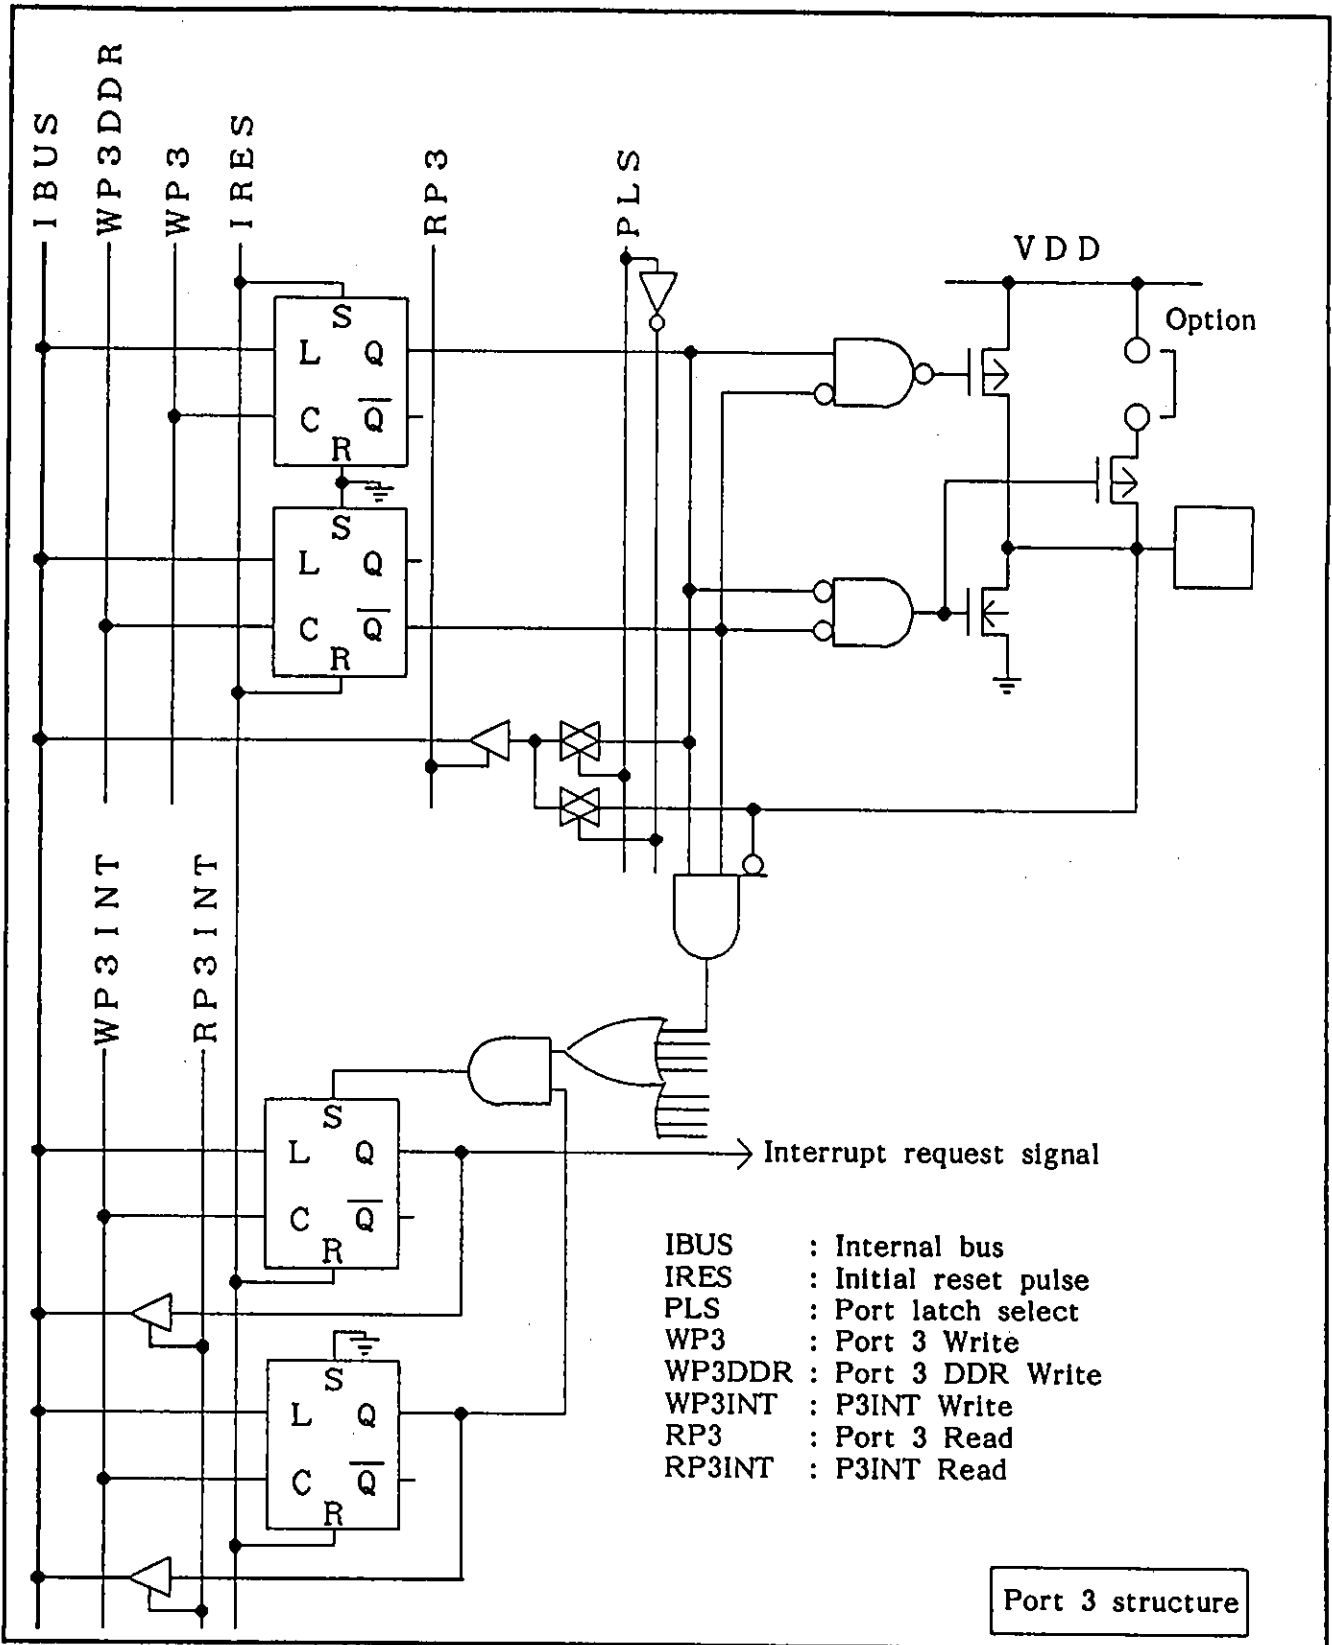 IBUS
WP3DDR
WP3
IRES
RP3
PLS
VDD
Option
S
L Q
C Q̅
R
S
L Q
C Q̅
R
WP3INT
RP3INT
S
L Q
C Q̅
R
Interrupt request signal
S
L Q
C Q̅
R
IBUS : Internal bus
IRES : Initial reset pulse
PLS : Port latch select
WP3 : Port 3 Write
WP3DDR : Port 3 DDR Write
WP3INT : P3INT Write
RP3 : Port 3 Read
RP3INT : P3INT Read
Port 3 structure